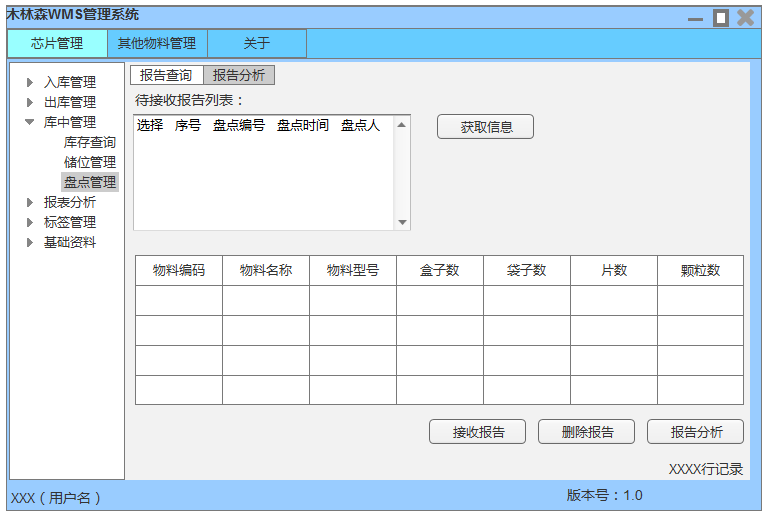 木林森WMS管理系统
芯片管理 其他物料管理 关于
入库管理
出库管理
库中管理
库存查询
储位管理
盘点管理
报表分析
标签管理
基础资料
报告查询 报告分析
待接收报告列表：
选择 序号 盘点编号 盘点时间 盘点人
获取信息
物料编码 物料名称 物料型号 盒子数 袋子数 片数 颗粒数
接收报告 删除报告 报告分析
XXXX行记录
XXX（用户名） 版本号：1.0